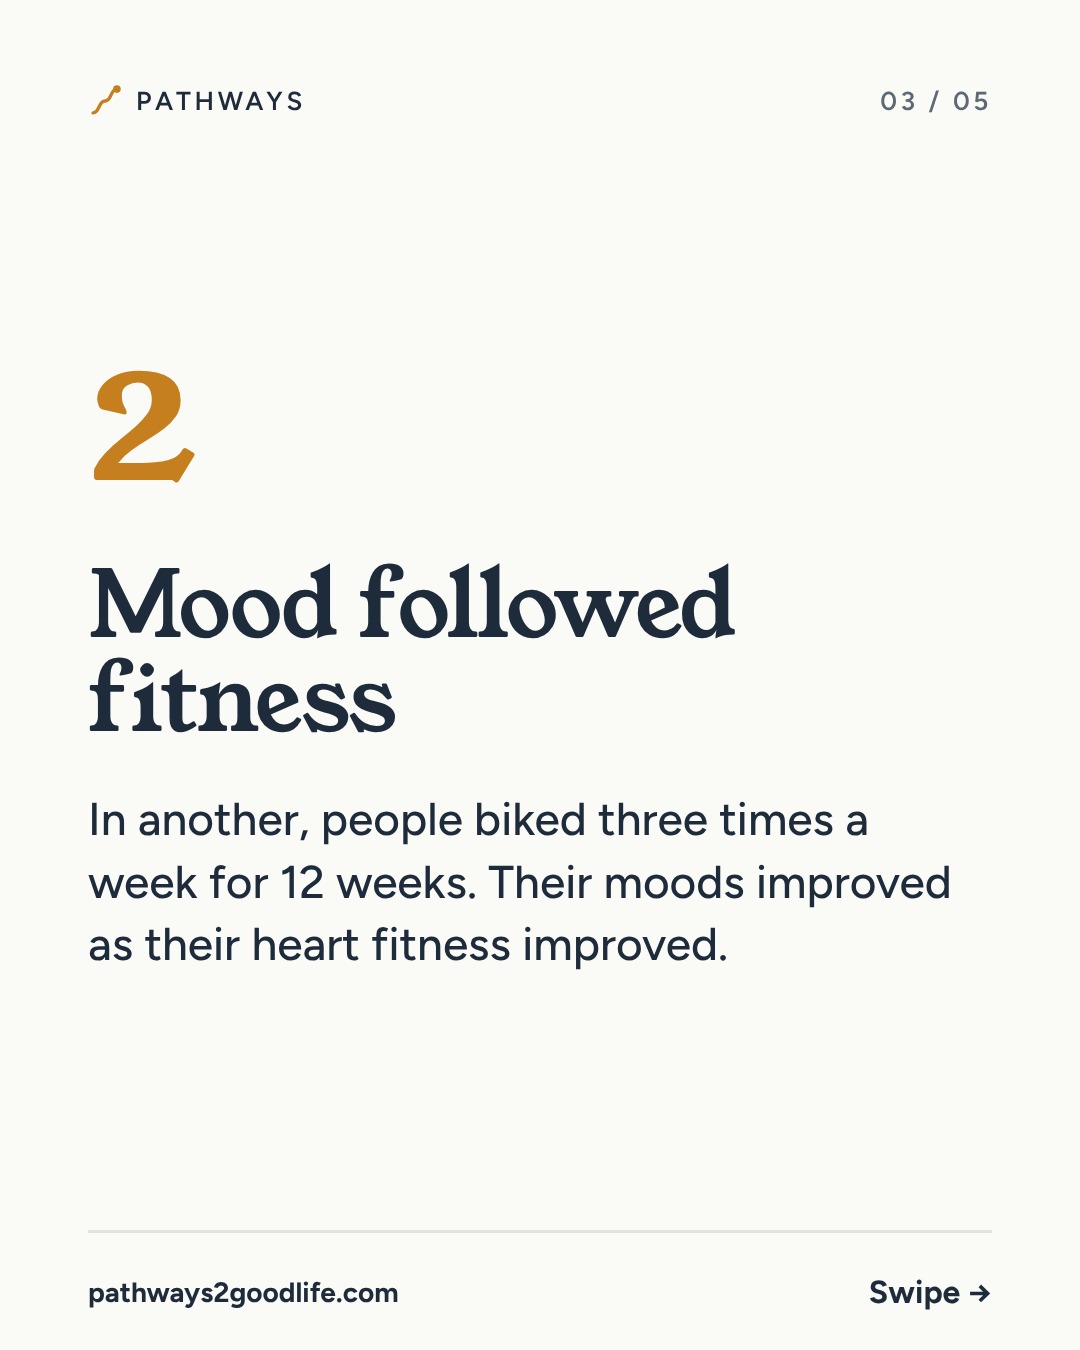 PATHWAYS
03 / 05
2
Mood followed
fitness
In another, people biked three times a
week for 12 weeks. Their moods improved
as their heart fitness improved.
pathways2goodlife.com
Swipe →